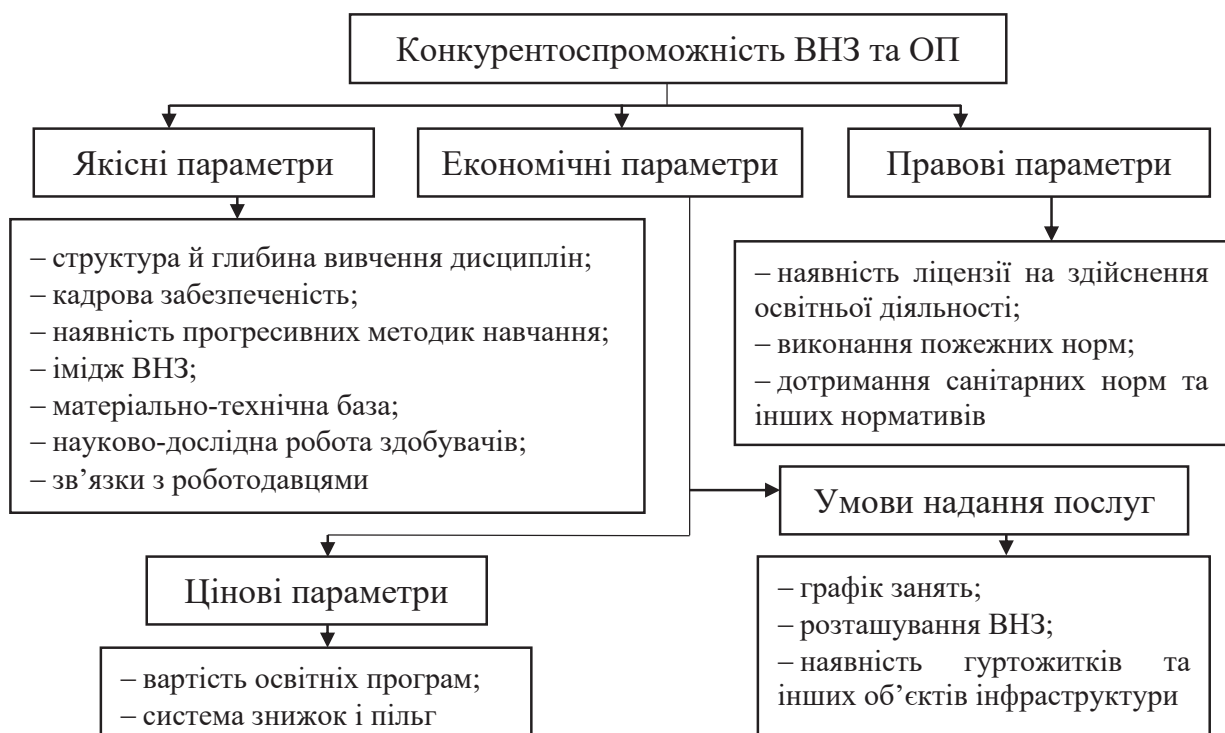 Конкурентоспроможність ВНЗ та ОП
Якісні параметри
Економічні параметри
Правові параметри
– структура й глибина вивчення дисциплін;
– кадрова забезпеченість;
– наявність прогресивних методик навчання;
– імідж ВНЗ;
– матеріально-технічна база;
– науково-дослідна робота здобувачів;
– зв’язки з роботодавцями
– наявність ліцензії на здійснення
освітньої діяльності;
– виконання пожежних норм;
– дотримання санітарних норм та
інших нормативів
Умови надання послуг
Цінові параметри
– графік занять;
– розташування ВНЗ;
– наявність гуртожитків та
інших об’єктів інфраструктури
– вартість освітніх програм;
– система знижок і пільг